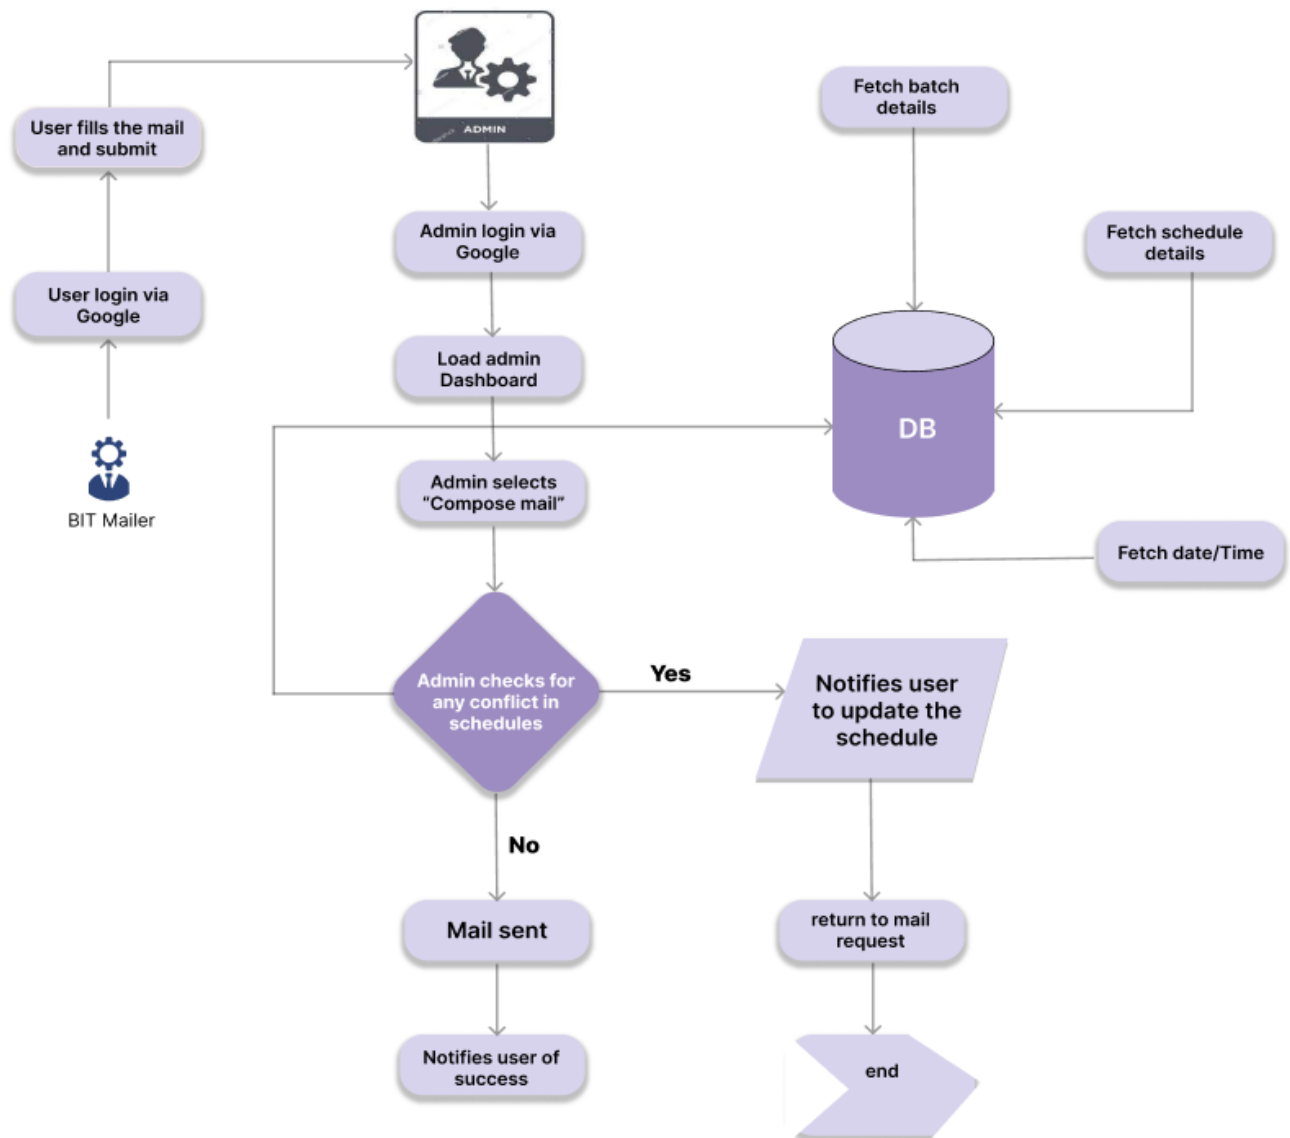 ADMIN
User fills the mail
and submit
Fetch batch
details
Admin login via
Google
Fetch schedule
details
User login via
Google
Load admin
Dashboard
DB
BIT Mailer
Admin selects
“Compose mail”
Fetch date/Time
Admin checks for
any conflict in
schedules
Yes
Notifies user
to update the
schedule
No
Mail sent
return to mail
request
Notifies user of
success
end